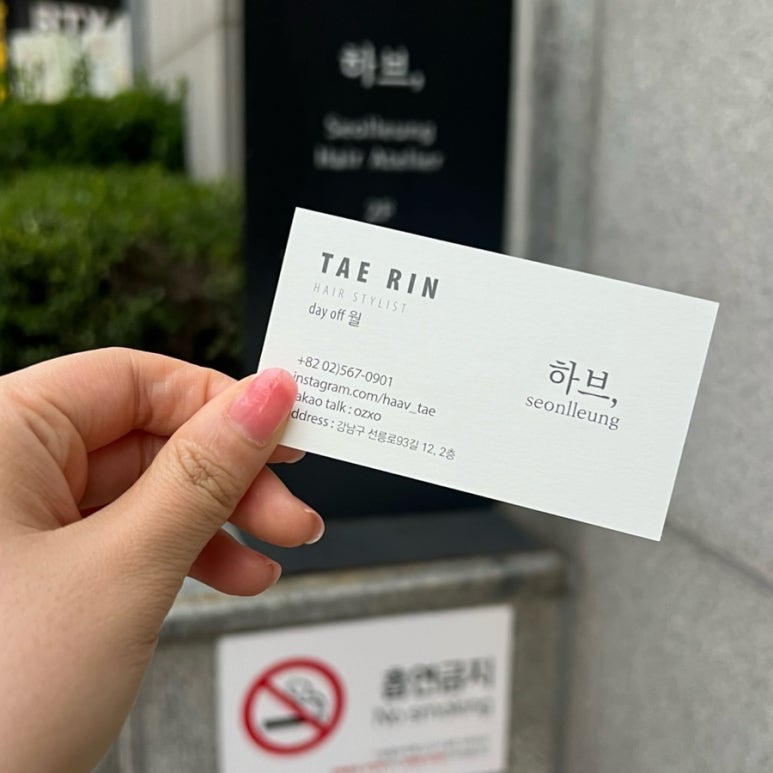 하브,
Seolleung
Hair Atelier
2F
TAE RIN
HAIR STYLIST
day off 월
+82 02)567-0901
instagram.com/haav_tae
akao talk : ozxo
ddress : 강남구 선릉로93길 12, 2층
하브,
seonlleung
흡연금지
No smoking